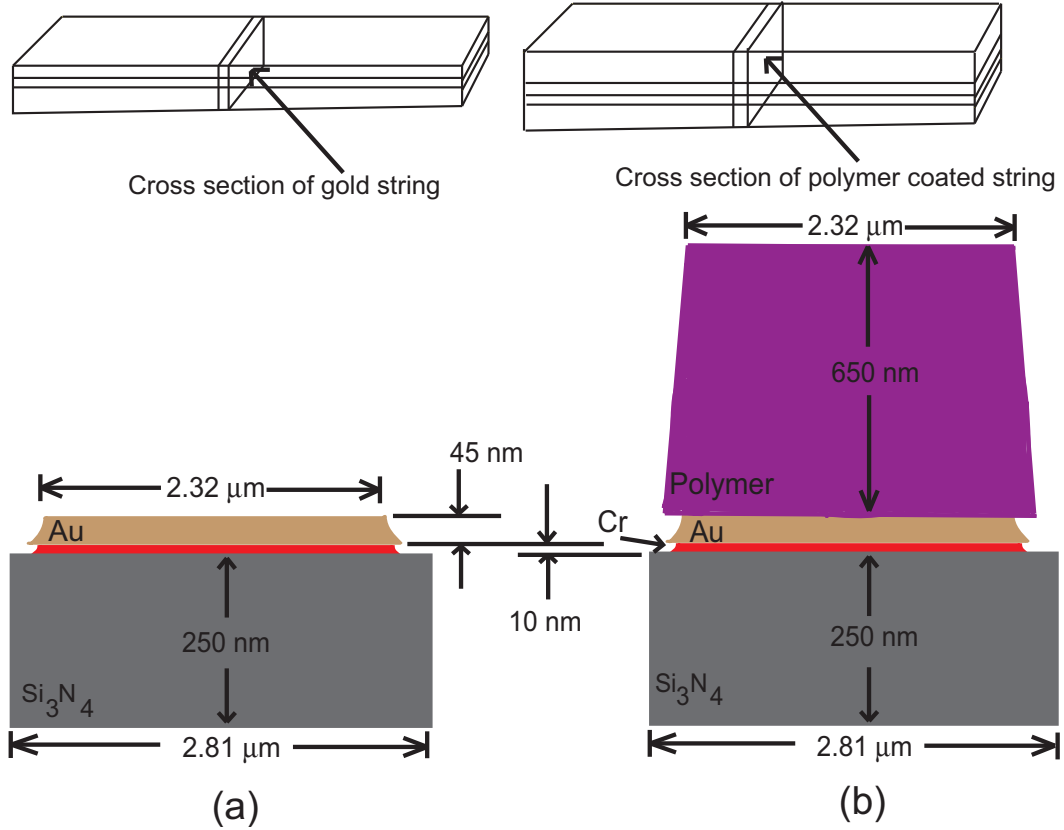 Cross section of gold string
Cross section of polymer coated string
2.32 μm
650 nm
Polymer
45 nm
2.32 μm
Au
Cr
Au
10 nm
250 nm
250 nm
Si3N4
Si3N4
2.81 μm
2.81 μm
(a)
(b)